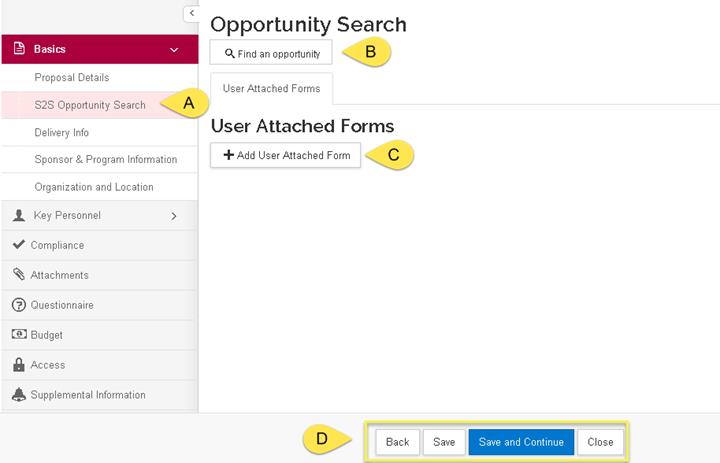 Opportunity Search
Find an opportunity
B
User Attached Forms
User Attached Forms
Add User Attached Form
C
Basics
Proposal Details
S2S Opportunity Search
A
Delivery Info
Sponsor & Program Information
Organization and Location
Key Personnel
Compliance
Attachments
Questionnaire
Budget
Access
Supplemental Information
D
Back Save Save and Continue Close